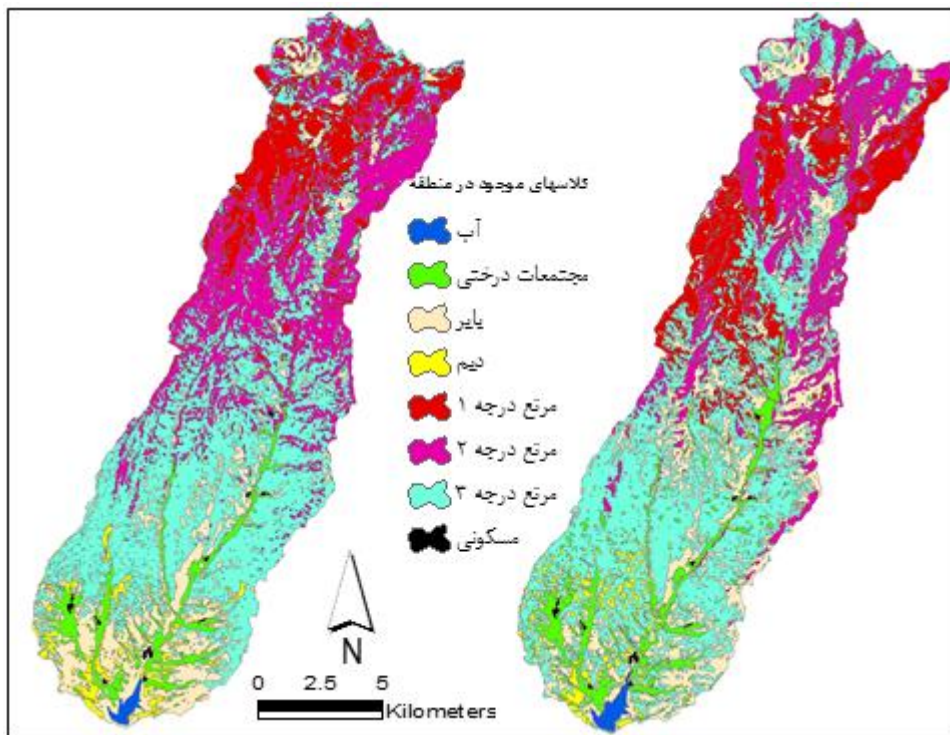 کلاسهای موجود در منطقه
آب
مجتمعات درختی
بایر
دیم
مرتع درجه ۱
مرتع درجه ۲
مرتع درجه ۳
مسکونی
N
0 2.5 5
Kilometers